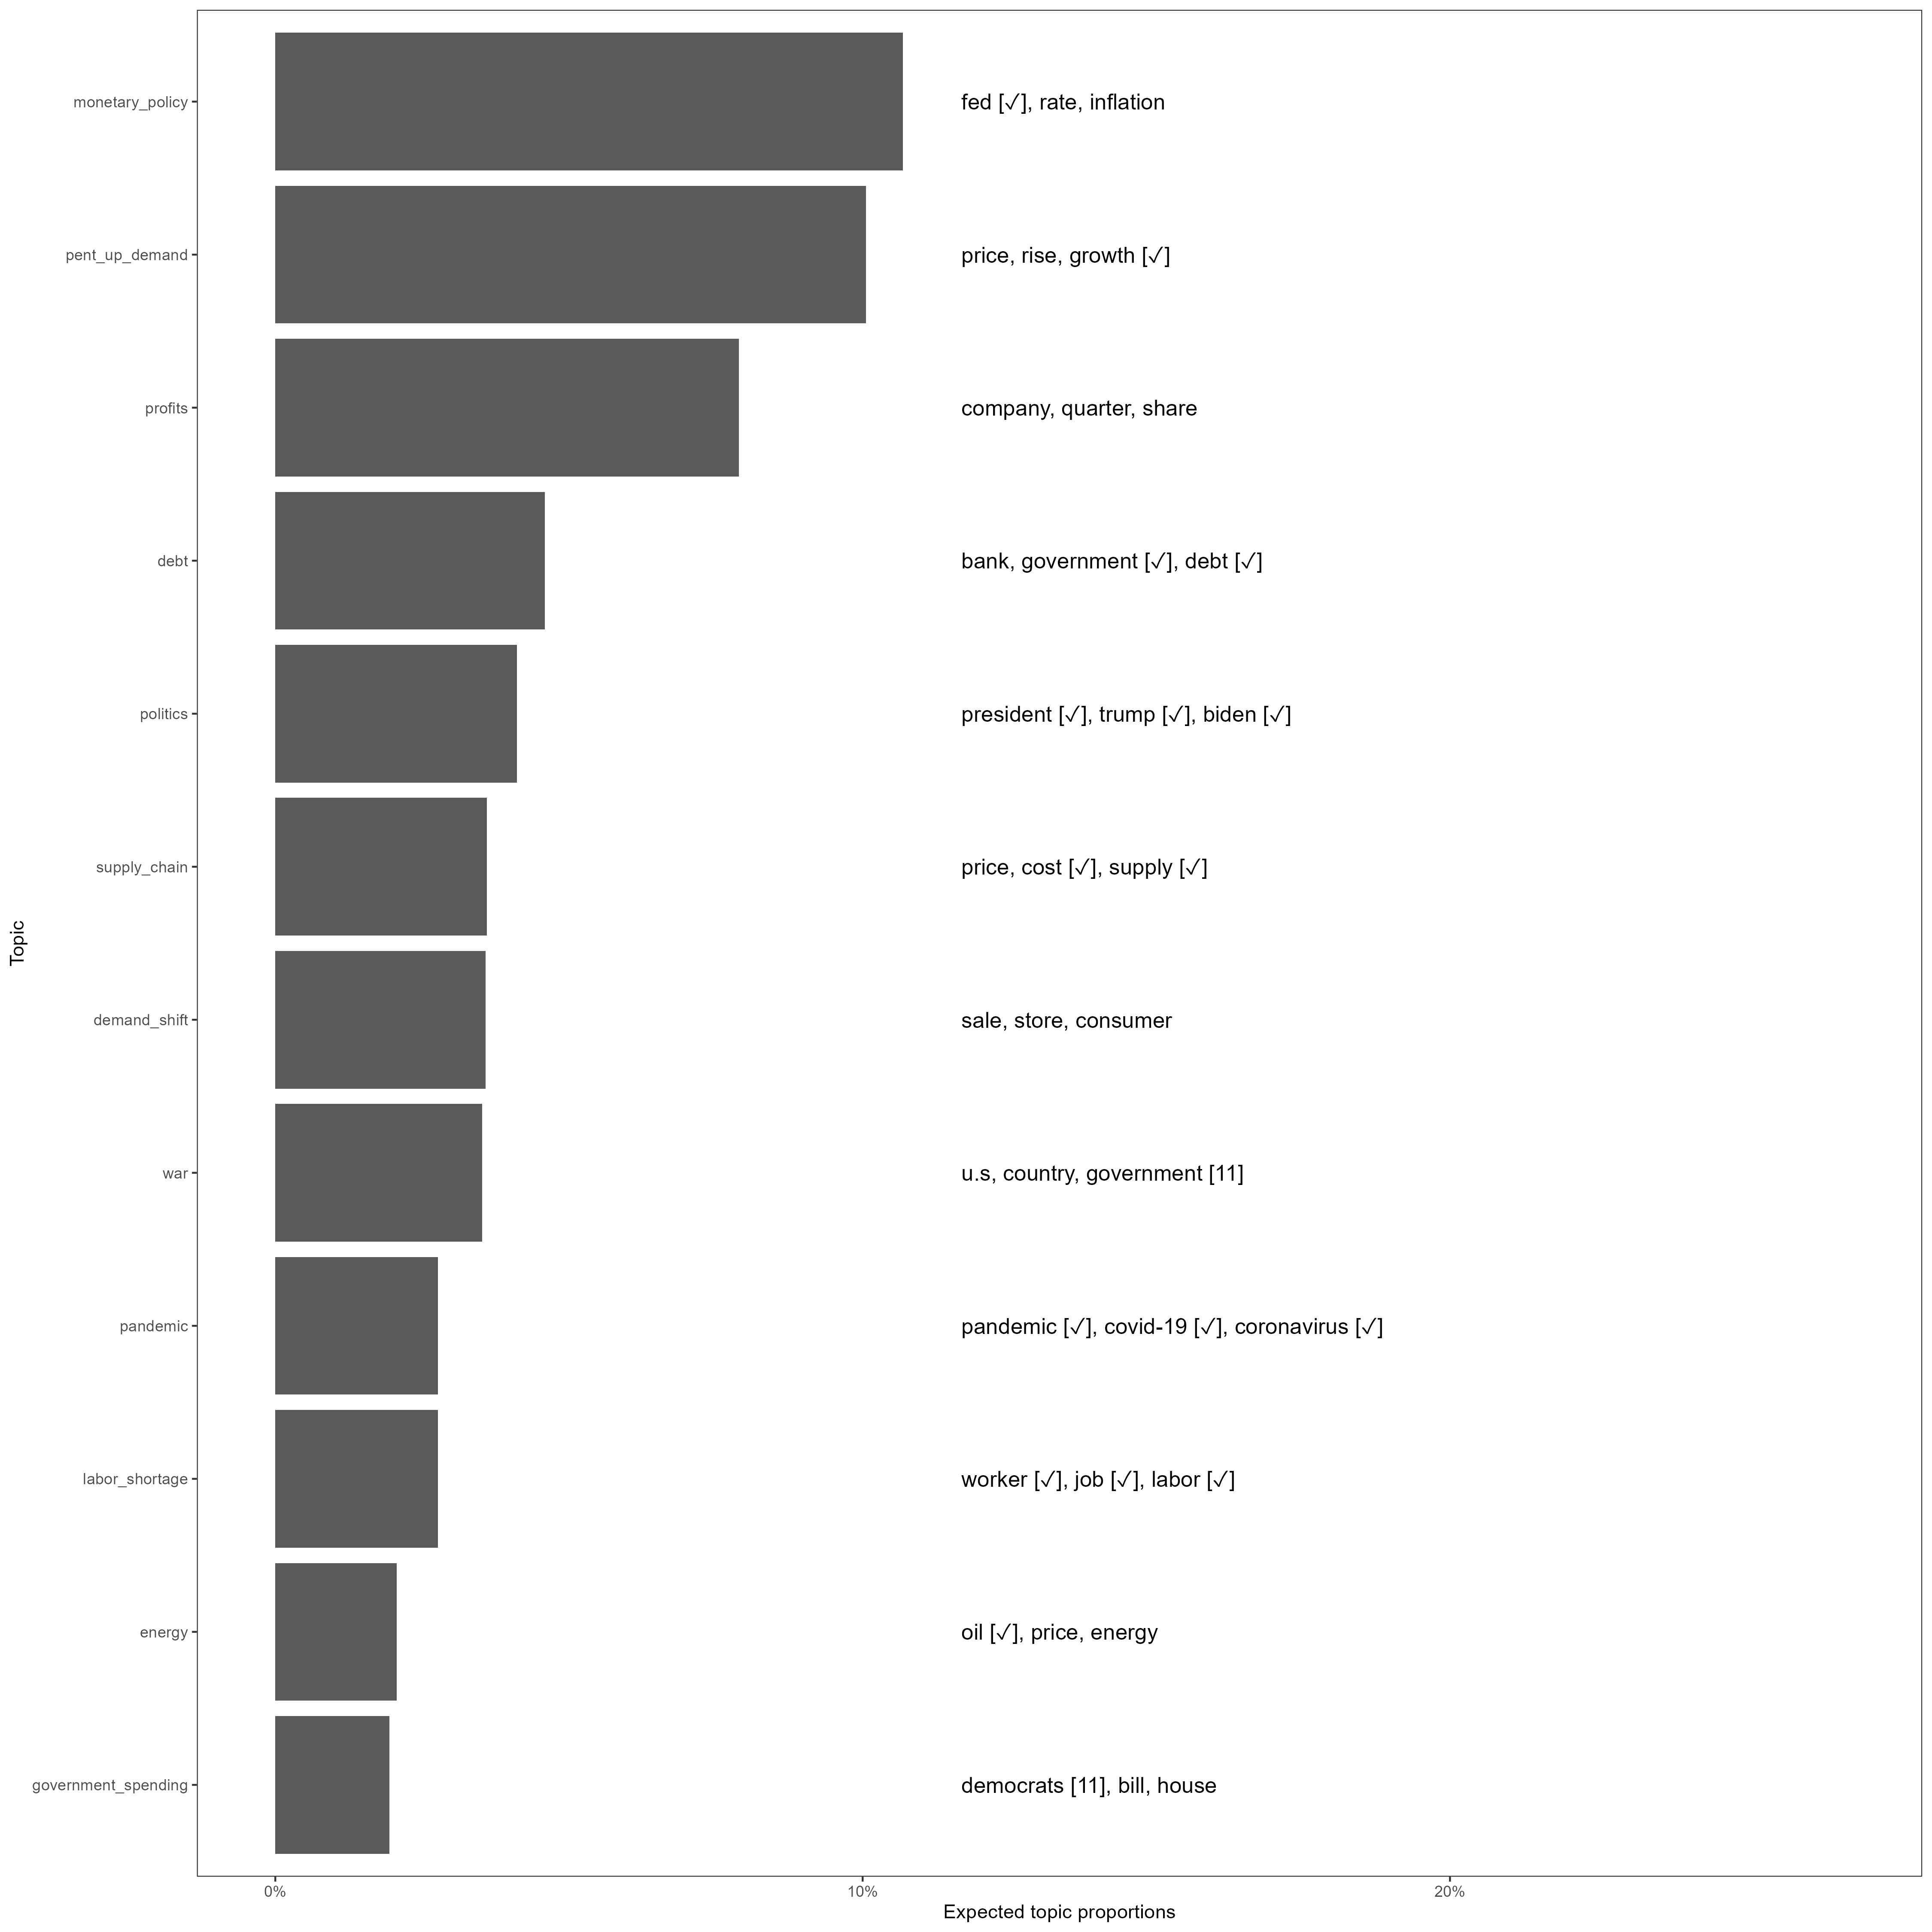 monetary_policy
fed [✓], rate, inflation
pent_up_demand
price, rise, growth [✓]
profits
company, quarter, share
debt
bank, government [✓], debt [✓]
politics
president [✓], trump [✓], biden [✓]
supply_chain
price, cost [✓], supply [✓]
demand_shift
sale, store, consumer
war
u.s, country, government [11]
pandemic
pandemic [✓], covid-19 [✓], coronavirus [✓]
labor_shortage
worker [✓], job [✓], labor [✓]
energy
oil [✓], price, energy
government_spending
democrats [11], bill, house
Topic
0%
10%
20%
Expected topic proportions